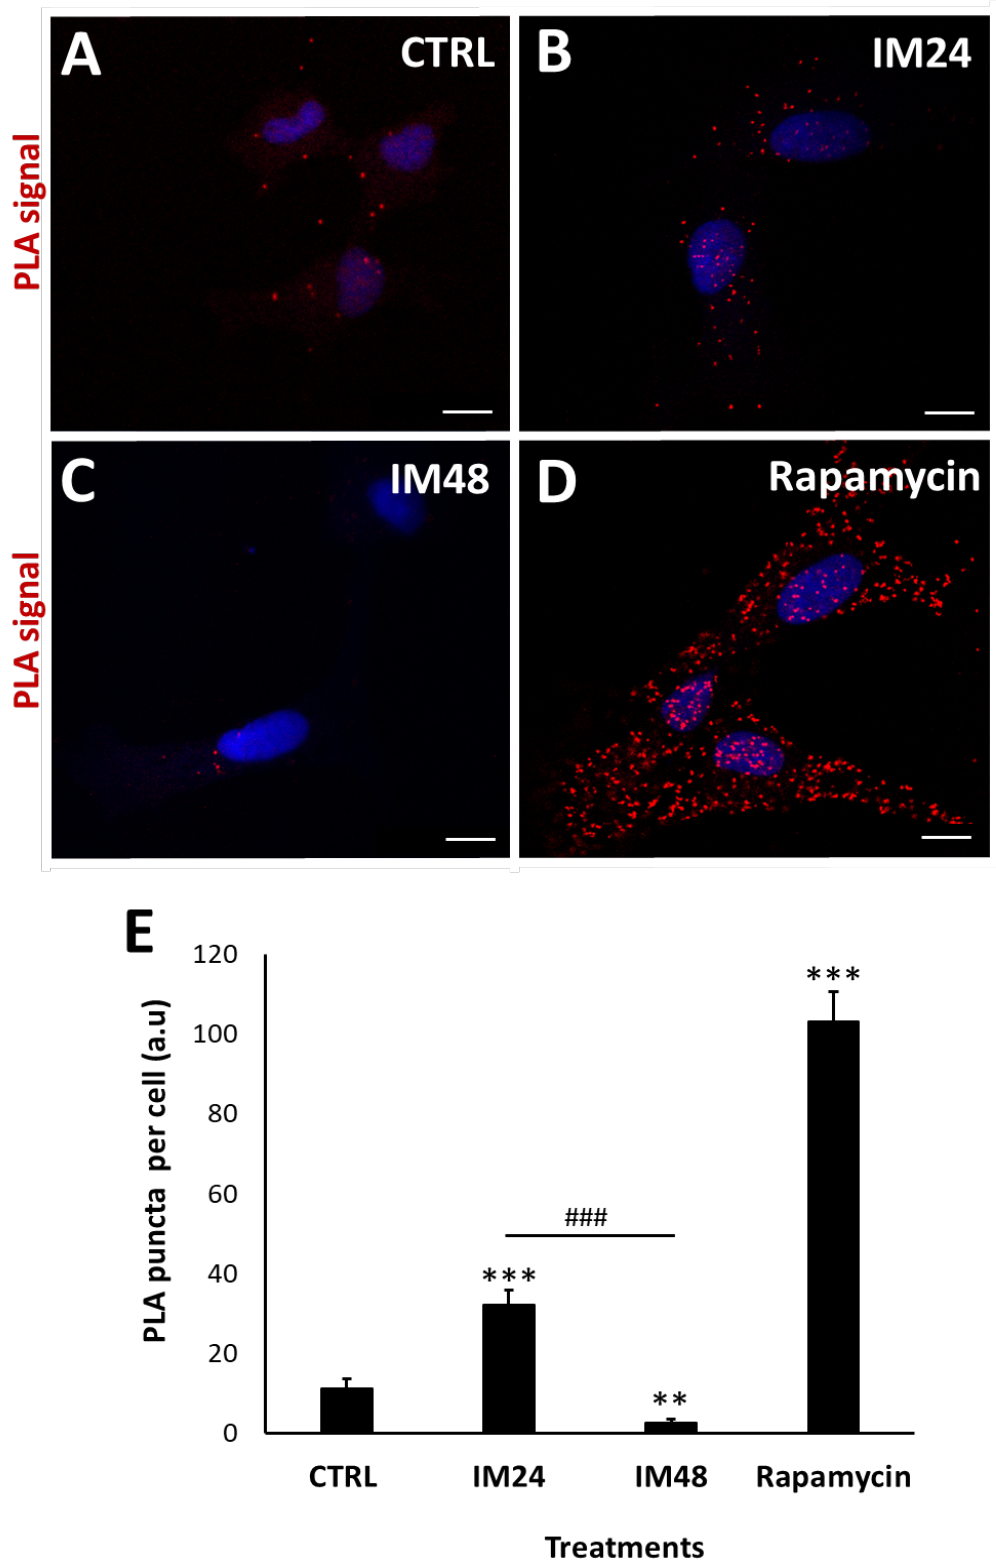 A
CTRL
B
IM24
PLA signal
C
IM48
D
Rapamycin
PLA signal
E
120
100
80
60
40
20
0
PLA puncta per cell (a.u)
***
###
***
**
CTRL
IM24
IM48
Rapamycin
Treatments